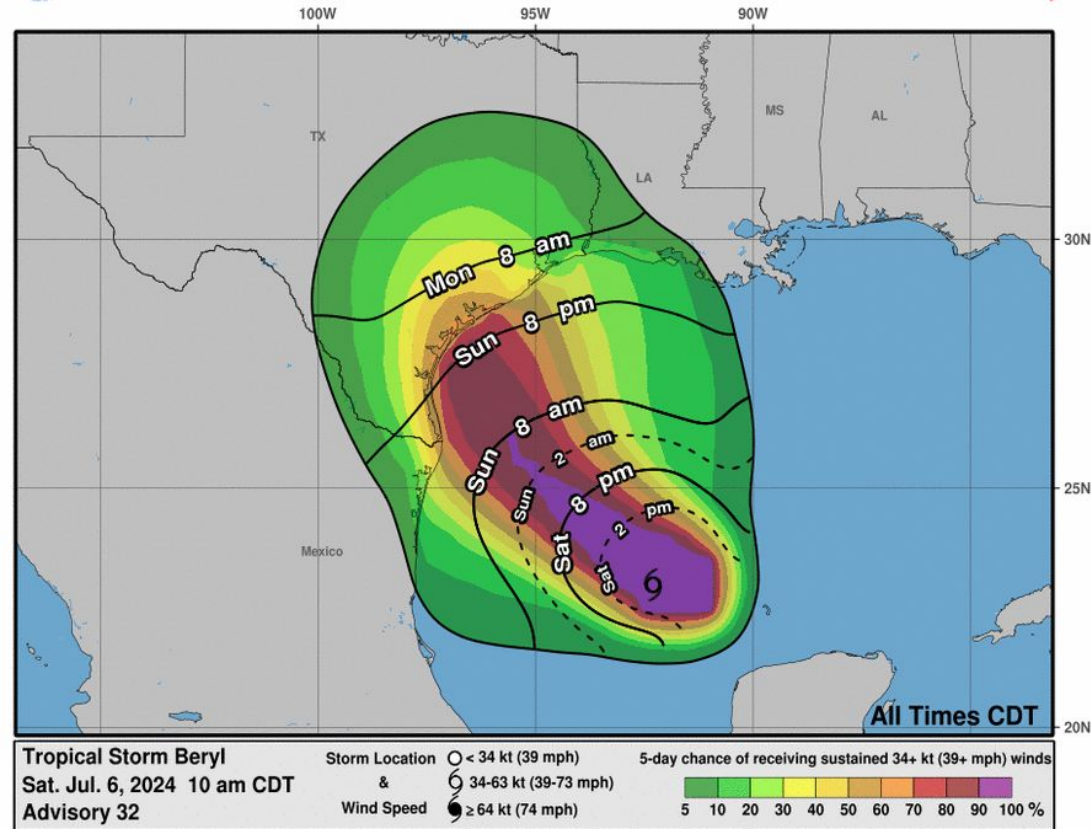 100W 95W 90W
TX
MS
AL
LA
30N
Mon 8 am
Sun 8 pm
Sun 8 am
Sun 2 am
25N
Sat 8 pm
Sat 2 pm
Mexico
All Times CDT
20N
Tropical Storm Beryl
Sat. Jul. 6, 2024 10 am CDT
Advisory 32
Storm Location
&
Wind Speed
< 34 kt (39 mph)
34-63 kt (39-73 mph)
≥ 64 kt (74 mph)
5-day chance of receiving sustained 34+ kt (39+ mph) winds
5 10 20 30 40 50 60 70 80 90 100 %